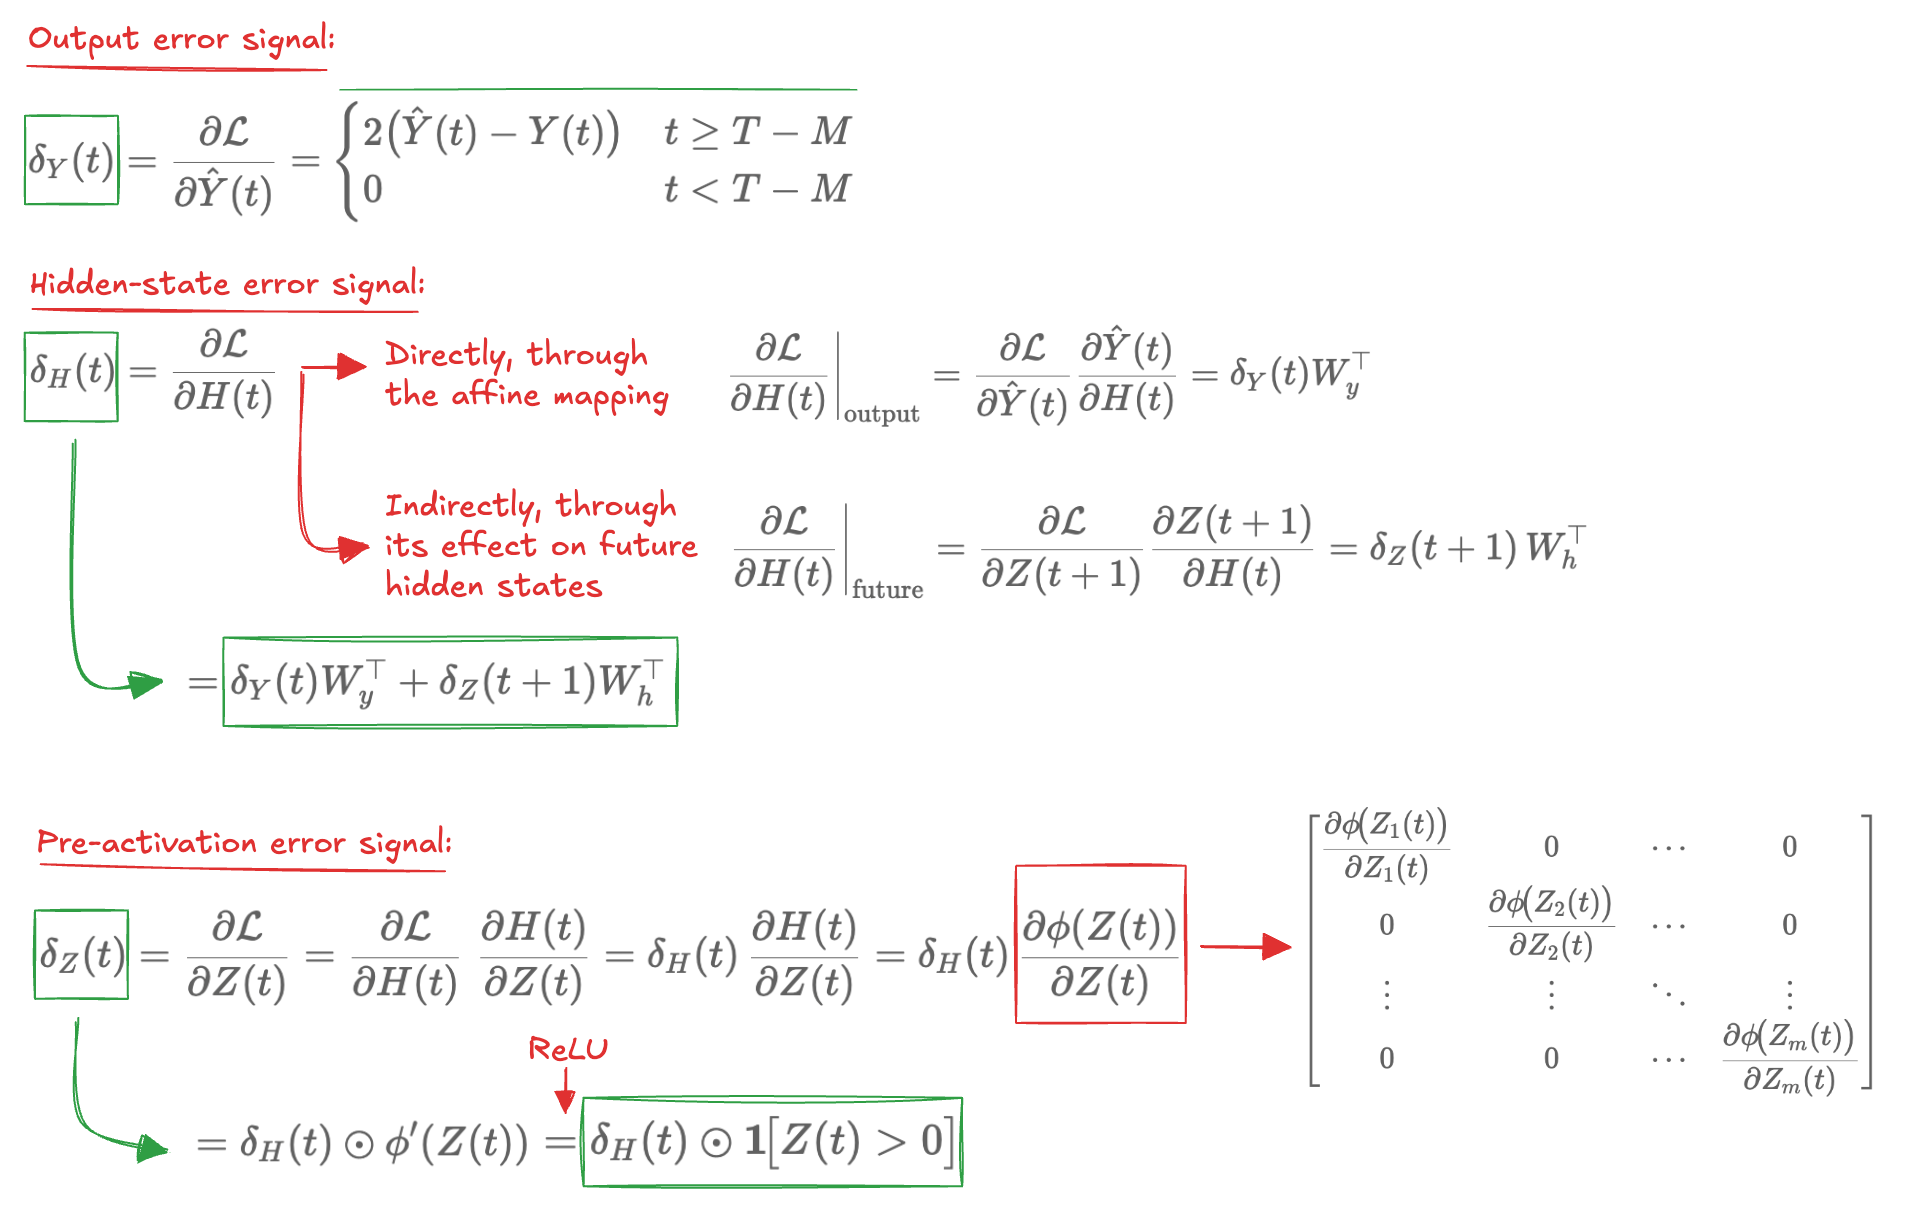 Output error signal:
δ_Y(t) = ∂ℒ/∂Ŷ(t) = { 2(Ŷ(t) − Y(t))   t ≥ T − M
0   t < T − M
Hidden-state error signal:
δ_H(t) = ∂ℒ/∂H(t)
Directly, through
the affine mapping
∂ℒ/∂H(t) |_output = ∂ℒ/∂Ŷ(t) ∂Ŷ(t)/∂H(t) = δ_Y(t)W_y^⊤
Indirectly, through
its effect on future
hidden states
∂ℒ/∂H(t) |_future = ∂ℒ/∂Z(t + 1) ∂Z(t + 1)/∂H(t) = δ_Z(t + 1) W_h^⊤
= δ_Y(t)W_y^⊤ + δ_Z(t + 1)W_h^⊤
Pre-activation error signal:
δ_Z(t) = ∂ℒ/∂Z(t) = ∂ℒ/∂H(t) ∂H(t)/∂Z(t) = δ_H(t) ∂H(t)/∂Z(t) = δ_H(t) ∂ϕ(Z(t))/∂Z(t)
∂ϕ(Z_1(t))/∂Z_1(t) 0 ⋯ 0
0 ∂ϕ(Z_2(t))/∂Z_2(t) ⋯ 0
⋮ ⋮ ⋱ ⋮
0 0 ⋯ ∂ϕ(Z_m(t))/∂Z_m(t)
ReLU
= δ_H(t) ⊙ ϕ′(Z(t)) = δ_H(t) ⊙ 1[Z(t) > 0]